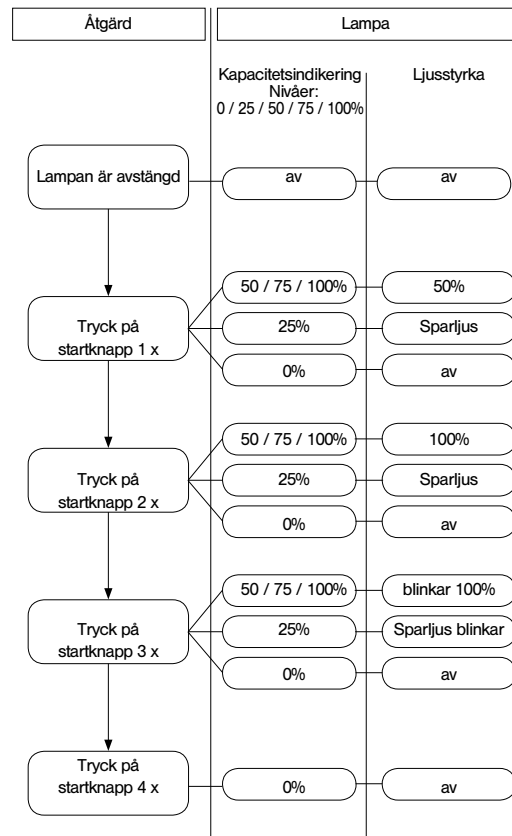 Åtgärd
Lampa
Kapacitetsindikering
Nivåer:
0 / 25 / 50 / 75 / 100%
Ljusstyrka
Lampan är avstängd
av
av
Tryck på
startknapp 1 x
50 / 75 / 100%
50%
25%
Sparljus
0%
av
Tryck på
startknapp 2 x
50 / 75 / 100%
100%
25%
Sparljus
0%
av
Tryck på
startknapp 3 x
50 / 75 / 100%
blinkar 100%
25%
Sparljus blinkar
0%
av
Tryck på
startknapp 4 x
0%
av